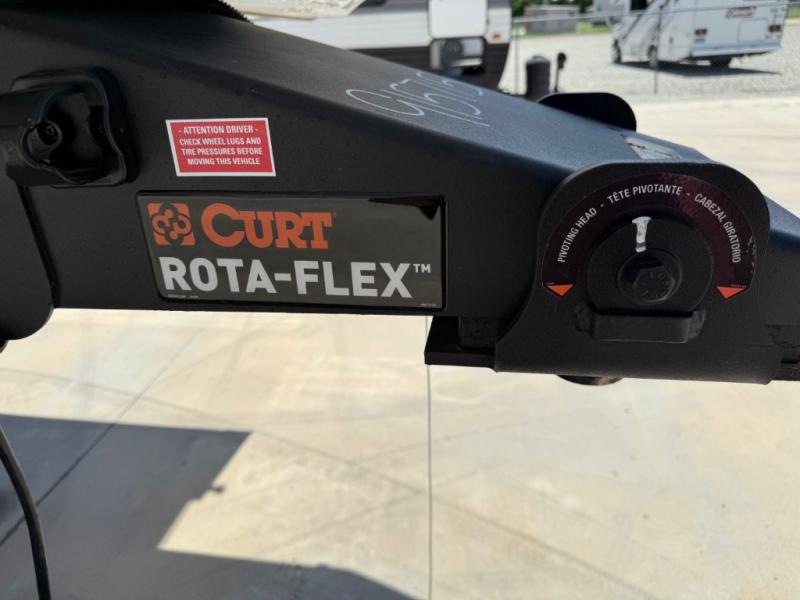 - ATTENTION DRIVER -
CHECK WHEEL LUGS AND
TIRE PRESSURES BEFORE
MOVING THIS VEHICLE
CURT
ROTA-FLEX™
PIVOTING HEAD - TÊTE PIVOTANTE - CABEZAL GIRATORIO